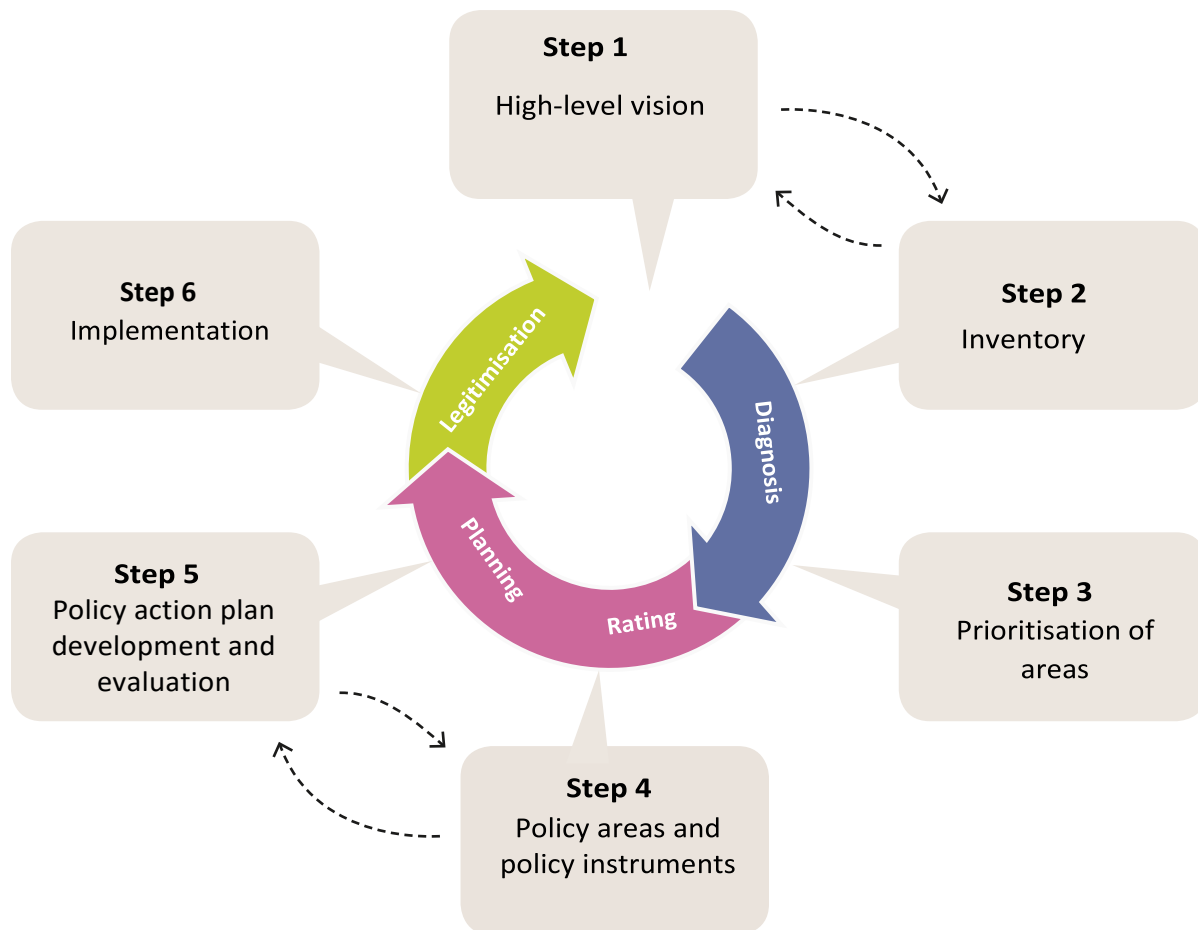 Step 1
High-level vision
Step 2
Inventory
Step 3
Prioritisation of
areas
Step 4
Policy areas and
policy instruments
Step 5
Policy action plan
development and
evaluation
Step 6
Implementation
Diagnosis
Rating
Planning
Legitimisation